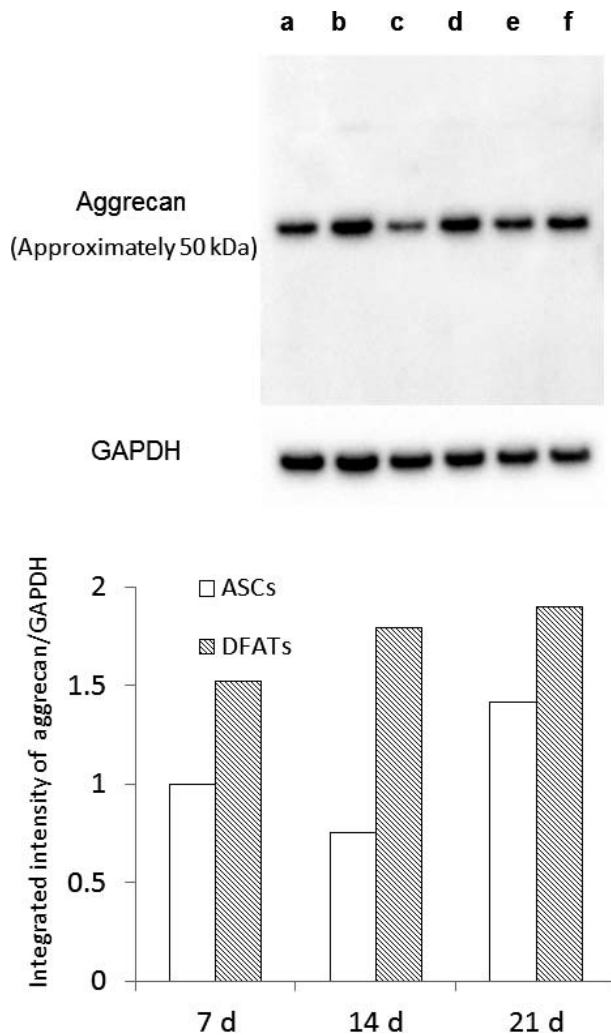 a b c d e f
Aggrecan
(Approximately 50 kDa)
GAPDH
Integrated intensity of aggrecan/GAPDH
2
1.5
1
0.5
0
ASCs
DFATs
7 d 14 d 21 d